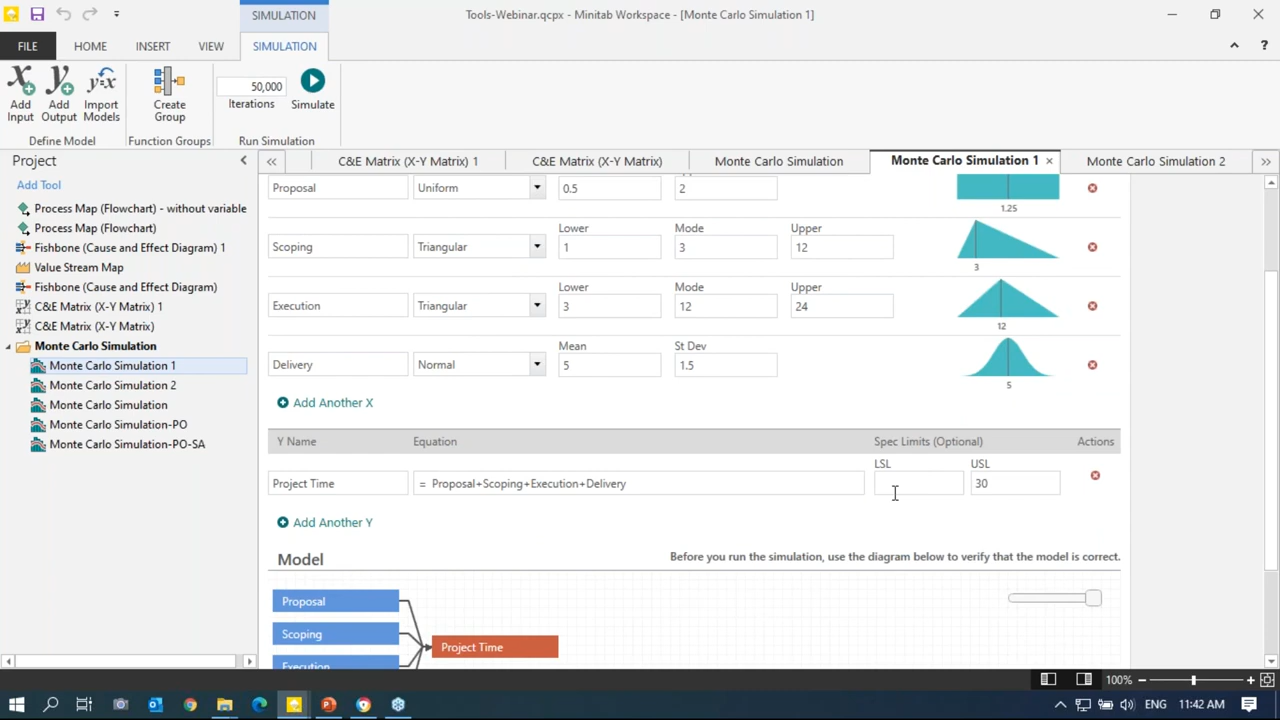 SIMULATION
Tools-Webinar.qcpx - Minitab Workspace - [Monte Carlo Simulation 1]
FILE HOME INSERT VIEW SIMULATION
50,000
Add Input
Add Output
Import Models
Create Group
Iterations
Simulate
Define Model
Function Groups
Run Simulation
Project
C&E Matrix (X-Y Matrix) 1
C&E Matrix (X-Y Matrix)
Monte Carlo Simulation
Monte Carlo Simulation 1
Monte Carlo Simulation 2
Add Tool
Process Map (Flowchart) - without variable
Process Map (Flowchart)
Fishbone (Cause and Effect Diagram) 1
Value Stream Map
Fishbone (Cause and Effect Diagram)
C&E Matrix (X-Y Matrix) 1
C&E Matrix (X-Y Matrix)
Monte Carlo Simulation
Monte Carlo Simulation 1
Monte Carlo Simulation 2
Monte Carlo Simulation
Monte Carlo Simulation-PO
Monte Carlo Simulation-PO-SA
Proposal Uniform 0.5 2
1.25
Lower Mode Upper
Scoping Triangular 1 3 12
3
Lower Mode Upper
Execution Triangular 3 12 24
12
Mean St Dev
Delivery Normal 5 1.5
5
Add Another X
Y Name Equation Spec Limits (Optional) Actions
LSL USL
Project Time = Proposal+Scoping+Execution+Delivery 30
Add Another Y
Model Before you run the simulation, use the diagram below to verify that the model is correct.
Proposal
Scoping
Project Time
Execution
100%
ENG 11:42 AM